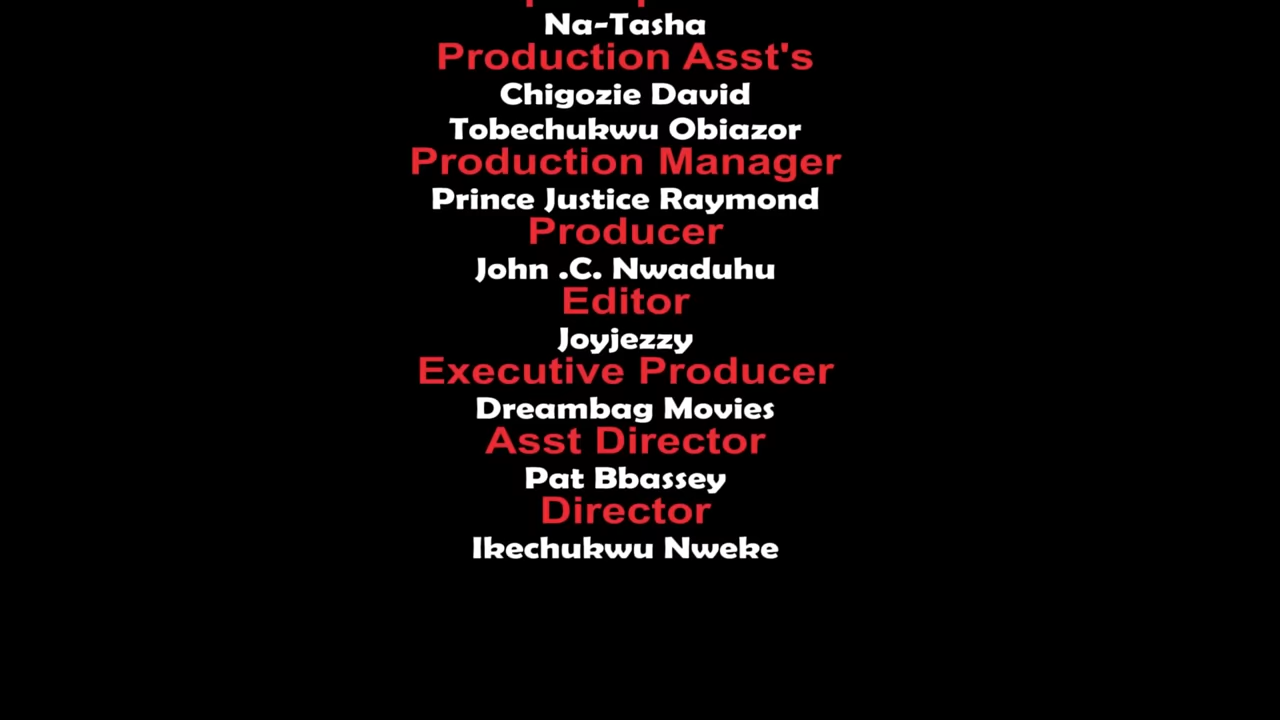 Na-Tasha
Production Asst's
Chigozie David
Tobechukwu Obiazor
Production Manager
Prince Justice Raymond
Producer
John .C. Nwaduhu
Editor
Joyjezzy
Executive Producer
Dreambag Movies
Asst Director
Pat Bbassey
Director
Ikechukwu Nweke